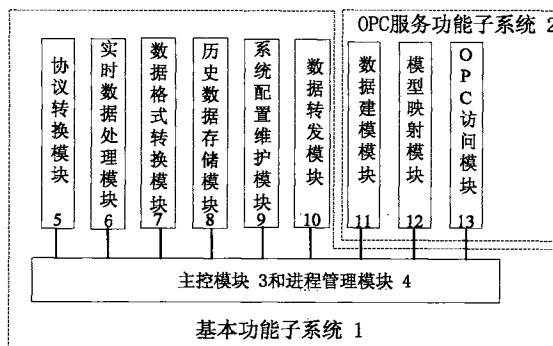 OPC服务功能子系统 2
协议转换模块 5
实时数据处理模块 6
数据格式转换模块 7
历史数据存储模块 8
系统配置维护模块 9
数据转发模块 10
数据建模模块 11
模型映射模块 12
OPC访问模块 13
主控模块 3和进程管理模块 4
基本功能子系统 1